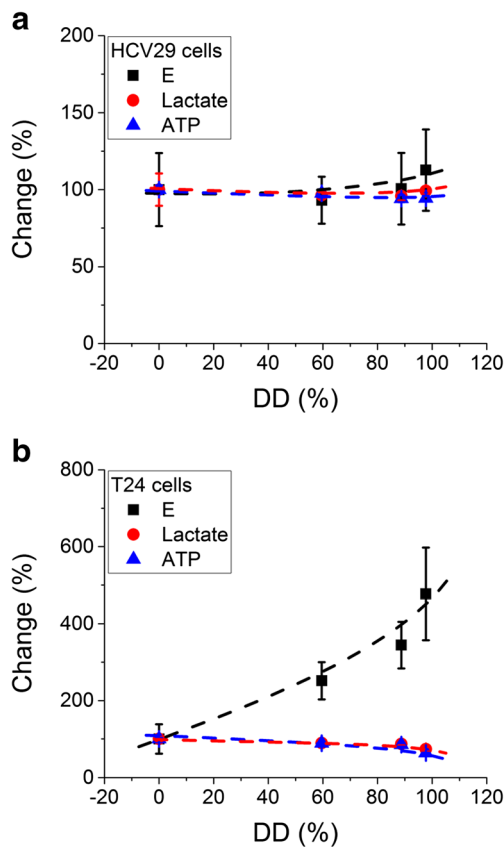 a
200
150
100
50
0
Change (%)
HCV29 cells
E
Lactate
ATP
-20 0 20 40 60 80 100 120
DD (%)
b
800
600
400
200
0
Change (%)
T24 cells
E
Lactate
ATP
-20 0 20 40 60 80 100 120
DD (%)